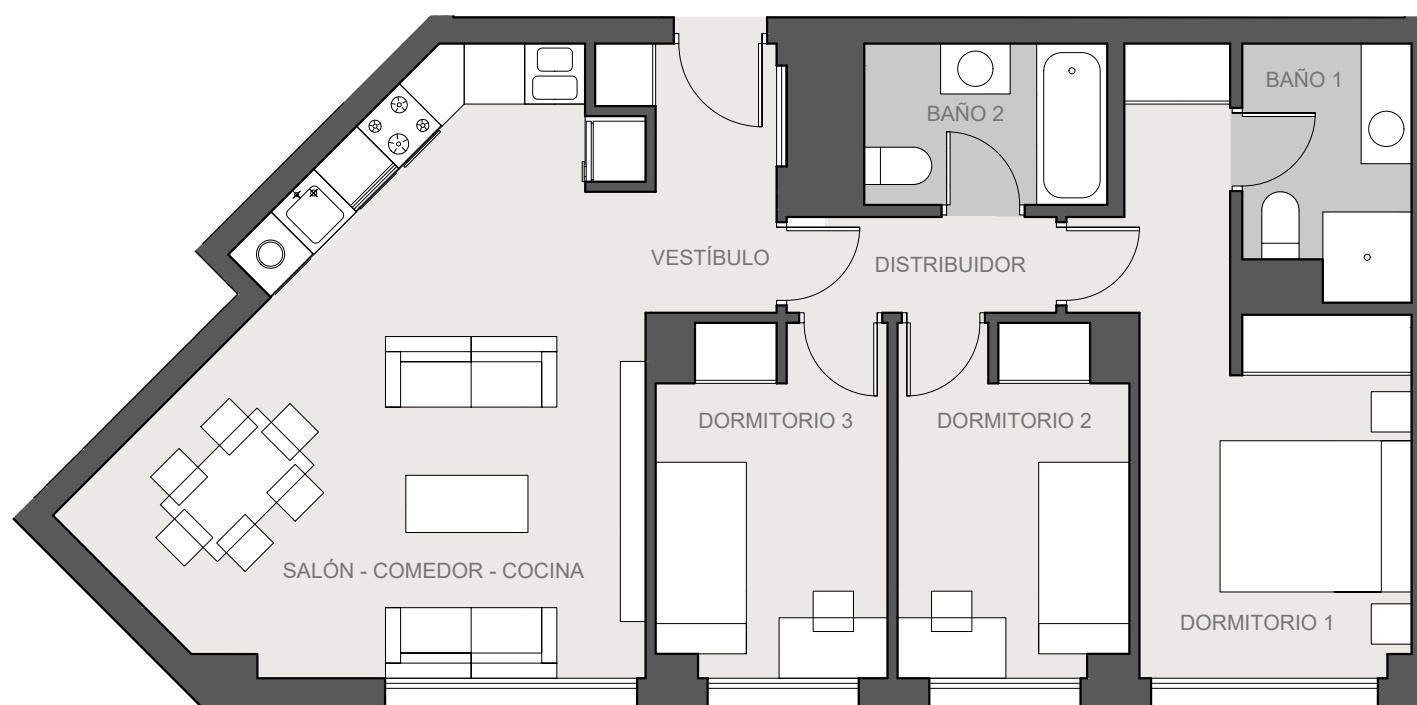 BAÑO 1
BAÑO 2
VESTÍBULO
DISTRIBUIDOR
DORMITORIO 3
DORMITORIO 2
SALÓN - COMEDOR - COCINA
DORMITORIO 1